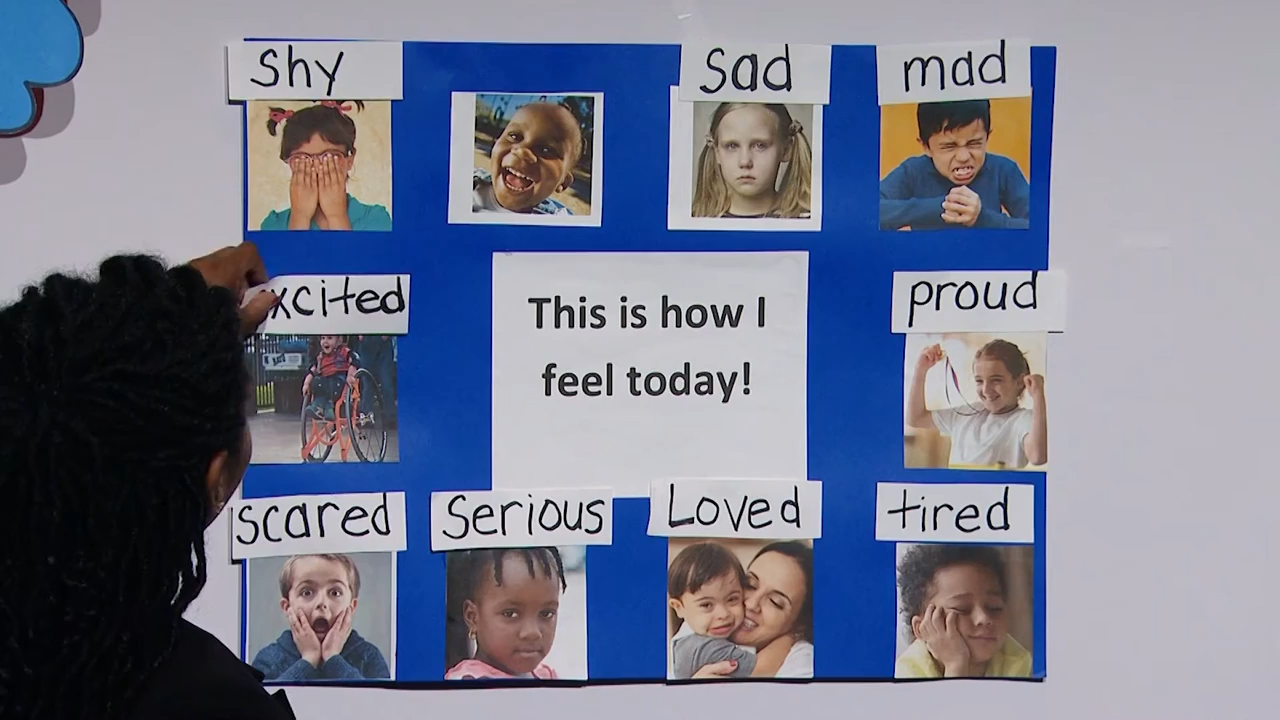 shy
Sad
mad
xcited
This is how I
feel today!
proud
scared
Serious
Loved
tired